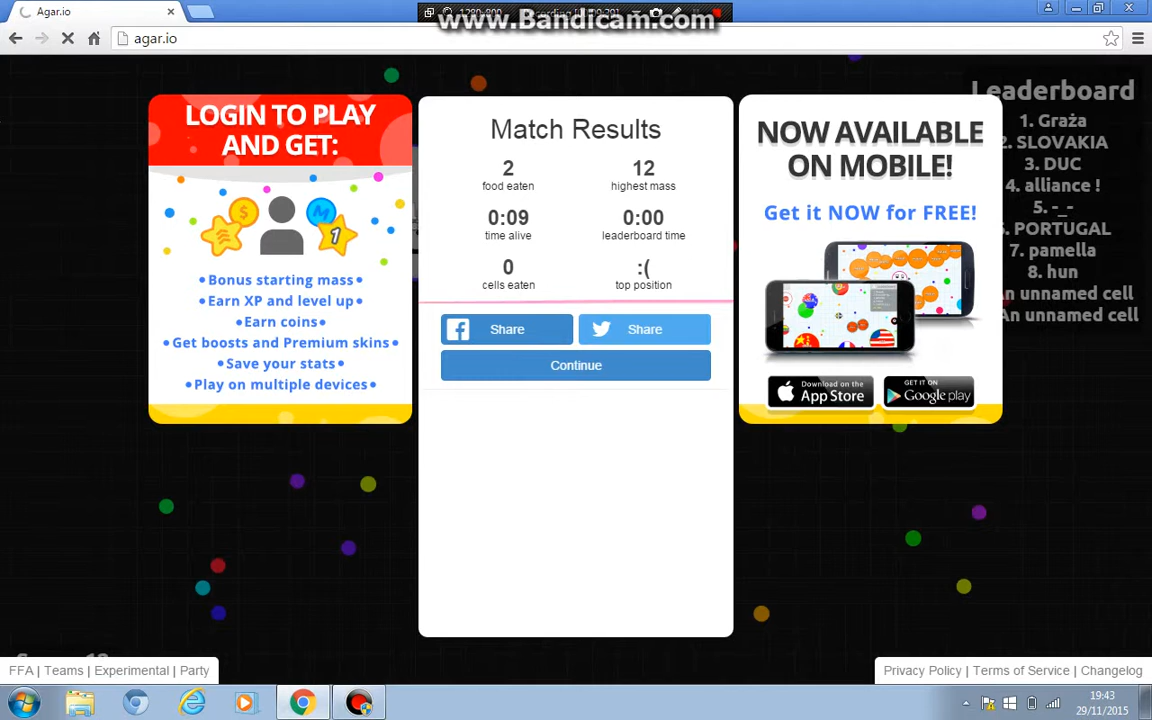 Agar.io
www.Bandicam.com
agar.io
LOGIN TO PLAY
AND GET:
•Bonus starting mass•
•Earn XP and level up•
•Earn coins•
•Get boosts and Premium skins•
•Save your stats•
•Play on multiple devices•
Match Results
2
food eaten
12
highest mass
0:09
time alive
0:00
leaderboard time
0
cells eaten
:(
top position
Share
Share
Continue
NOW AVAILABLE
ON MOBILE!
Get it NOW for FREE!
Download on the
App Store
GET IT ON
Google play
Leaderboard
1. Graża
2. SLOVAKIA
3. DUC
4. alliance !
5. -_-
PORTUGAL
7. pamella
8. hun
An unnamed cell
An unnamed cell
FFA | Teams | Experimental | Party
Privacy Policy | Terms of Service | Changelog
19:43
29/11/2015